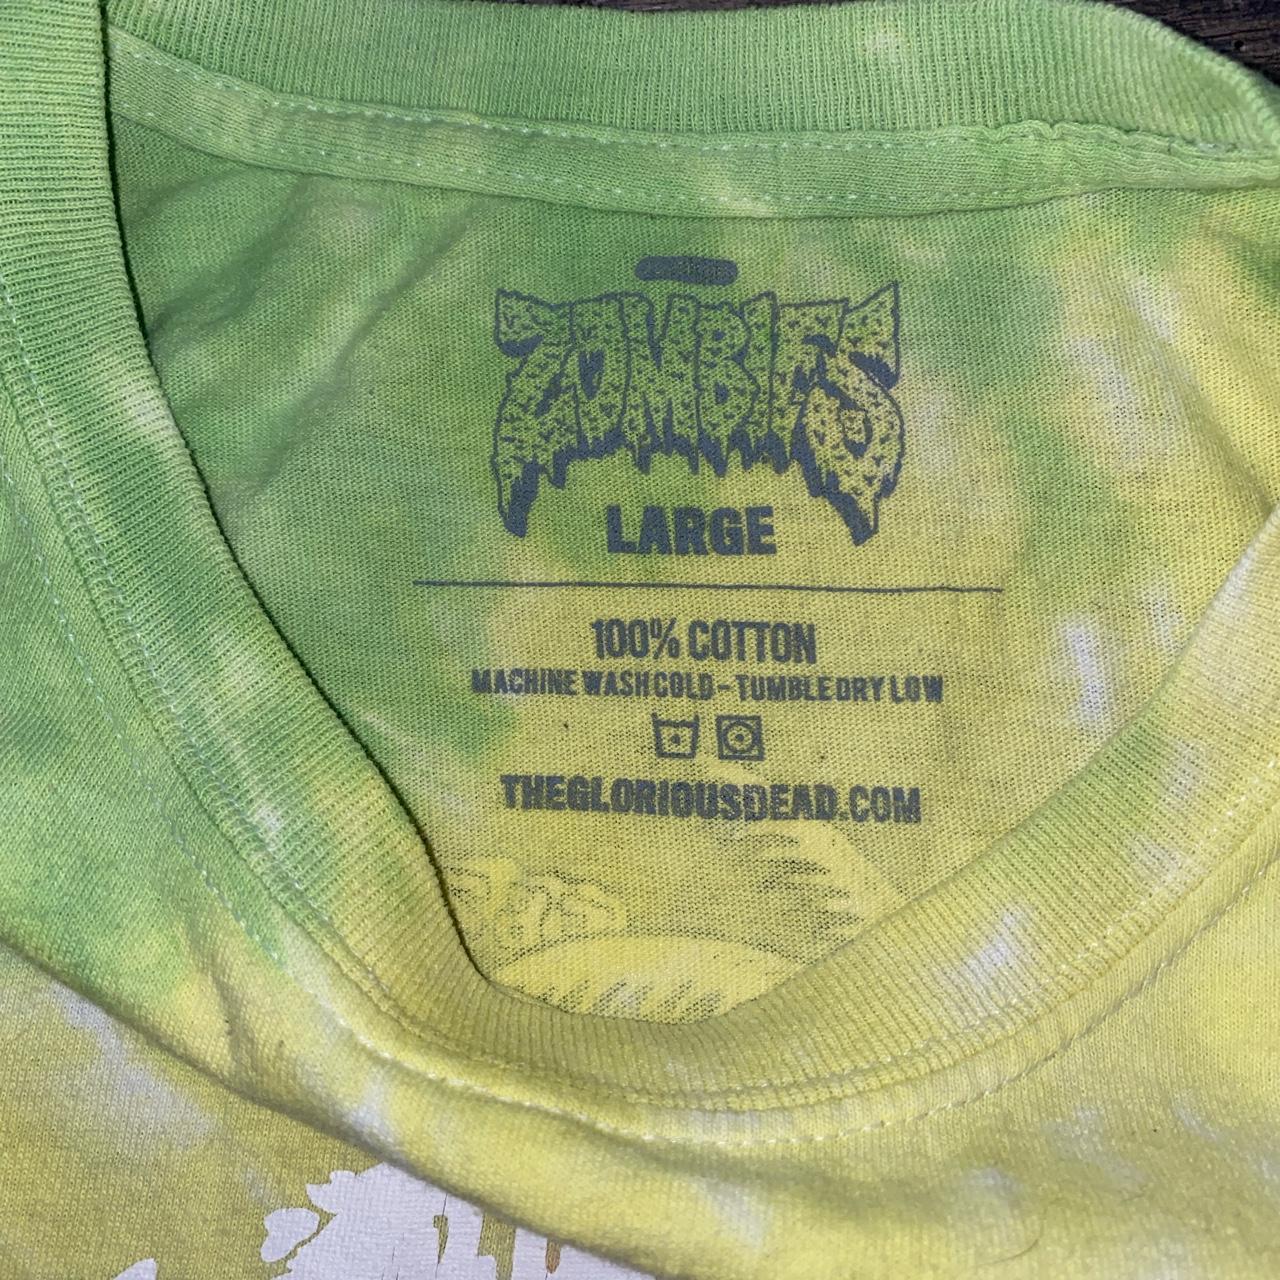 ZOMBIES
LARGE
100% COTTON
MACHINE WASH COLD - TUMBLE DRY LOW
THEGLORIOUSDEAD.COM